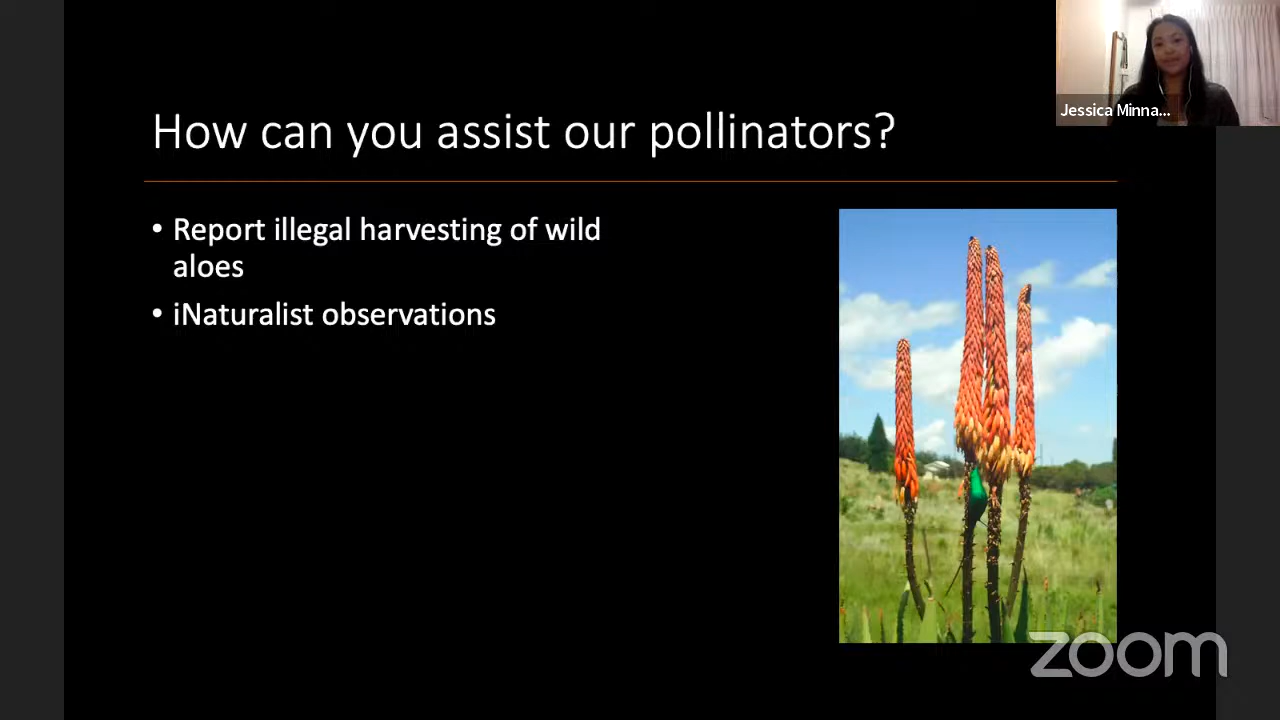 Jessica Minna...
How can you assist our pollinators?
• Report illegal harvesting of wild
aloes
• iNaturalist observations
zoom